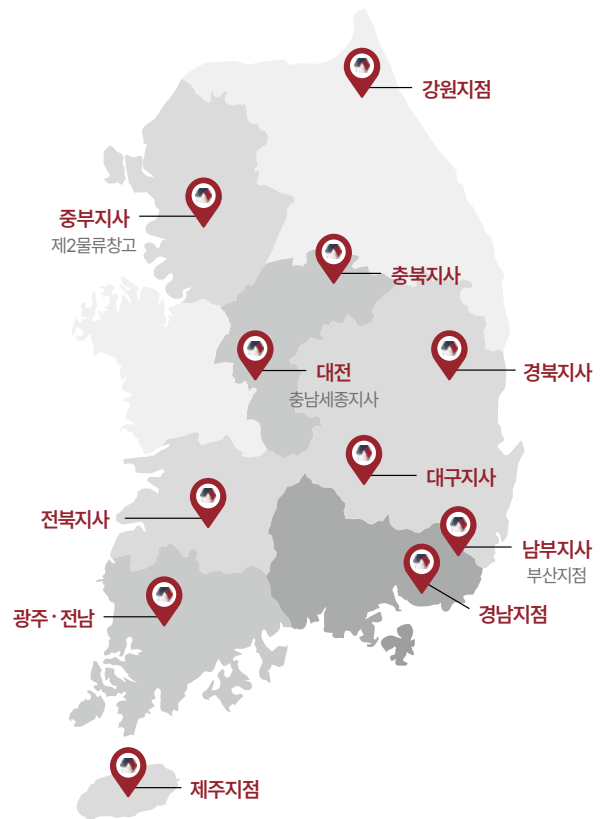 강원지점
중부지사
제2물류창고
충북지사
대전
충남세종지사
경북지사
대구지사
전북지사
남부지사
부산지점
경남지점
광주 · 전남
제주지점